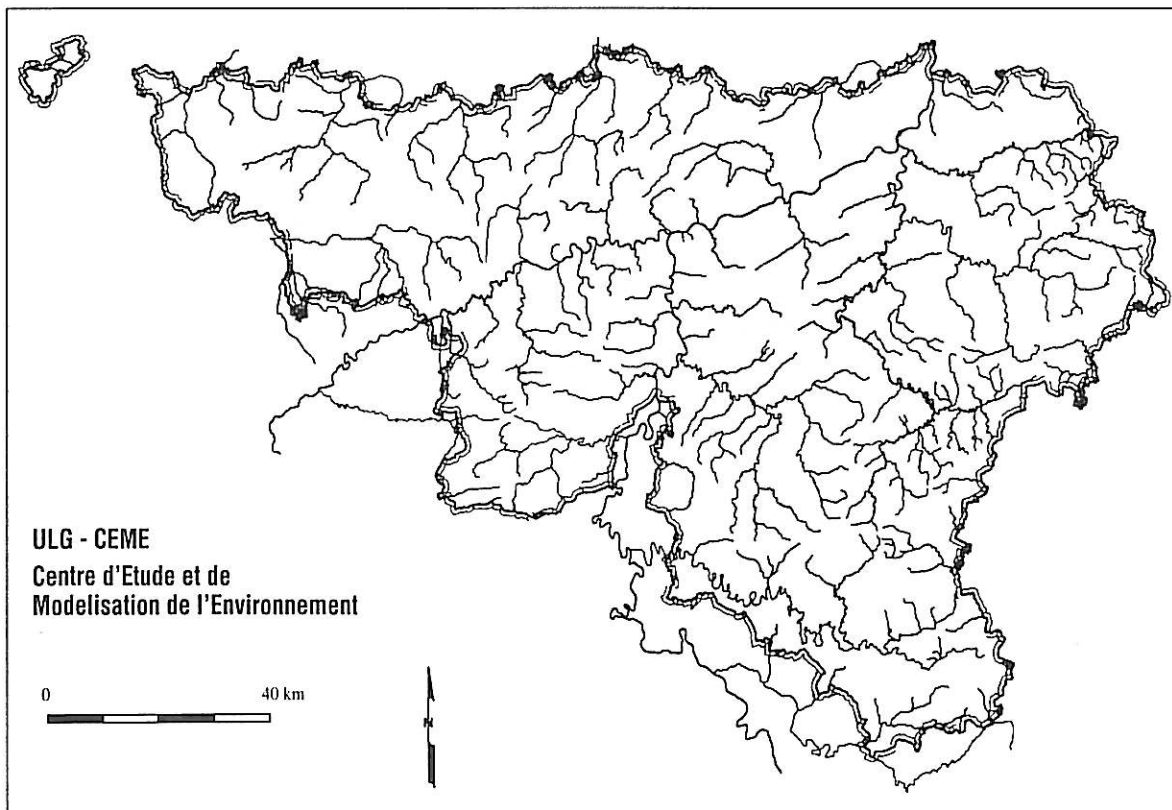 ULG - CEME
Centre d'Etude et de
Modelisation de l'Environnement
0 40 km
N